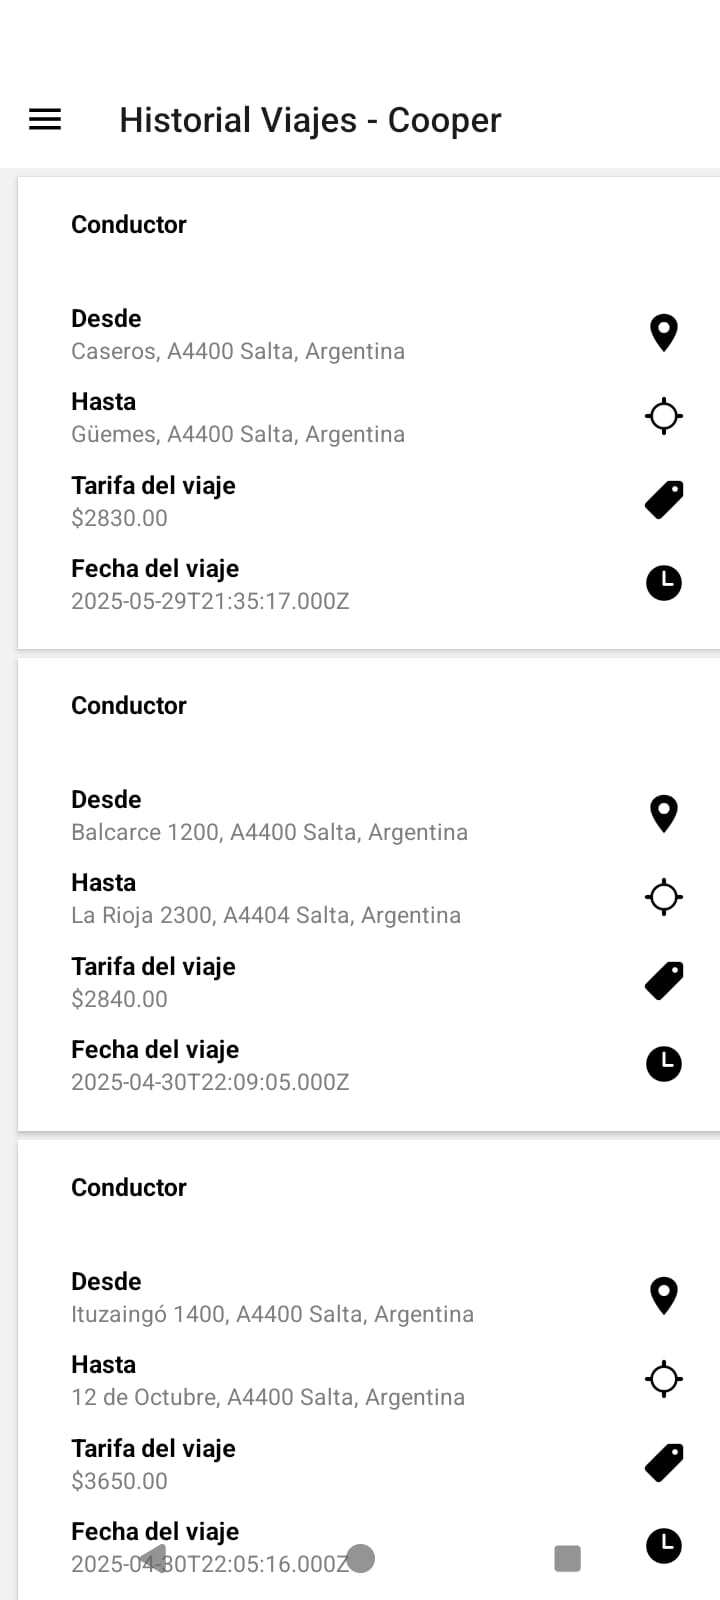 Historial Viajes - Cooper
Conductor
Desde
Caseros, A4400 Salta, Argentina
Hasta
Güemes, A4400 Salta, Argentina
Tarifa del viaje
$2830.00
Fecha del viaje
2025-05-29T21:35:17.000Z
Conductor
Desde
Balcarce 1200, A4400 Salta, Argentina
Hasta
La Rioja 2300, A4404 Salta, Argentina
Tarifa del viaje
$2840.00
Fecha del viaje
2025-04-30T22:09:05.000Z
Conductor
Desde
Ituzaingó 1400, A4400 Salta, Argentina
Hasta
12 de Octubre, A4400 Salta, Argentina
Tarifa del viaje
$3650.00
Fecha del viaje
2025-04-30T22:05:16.000Z